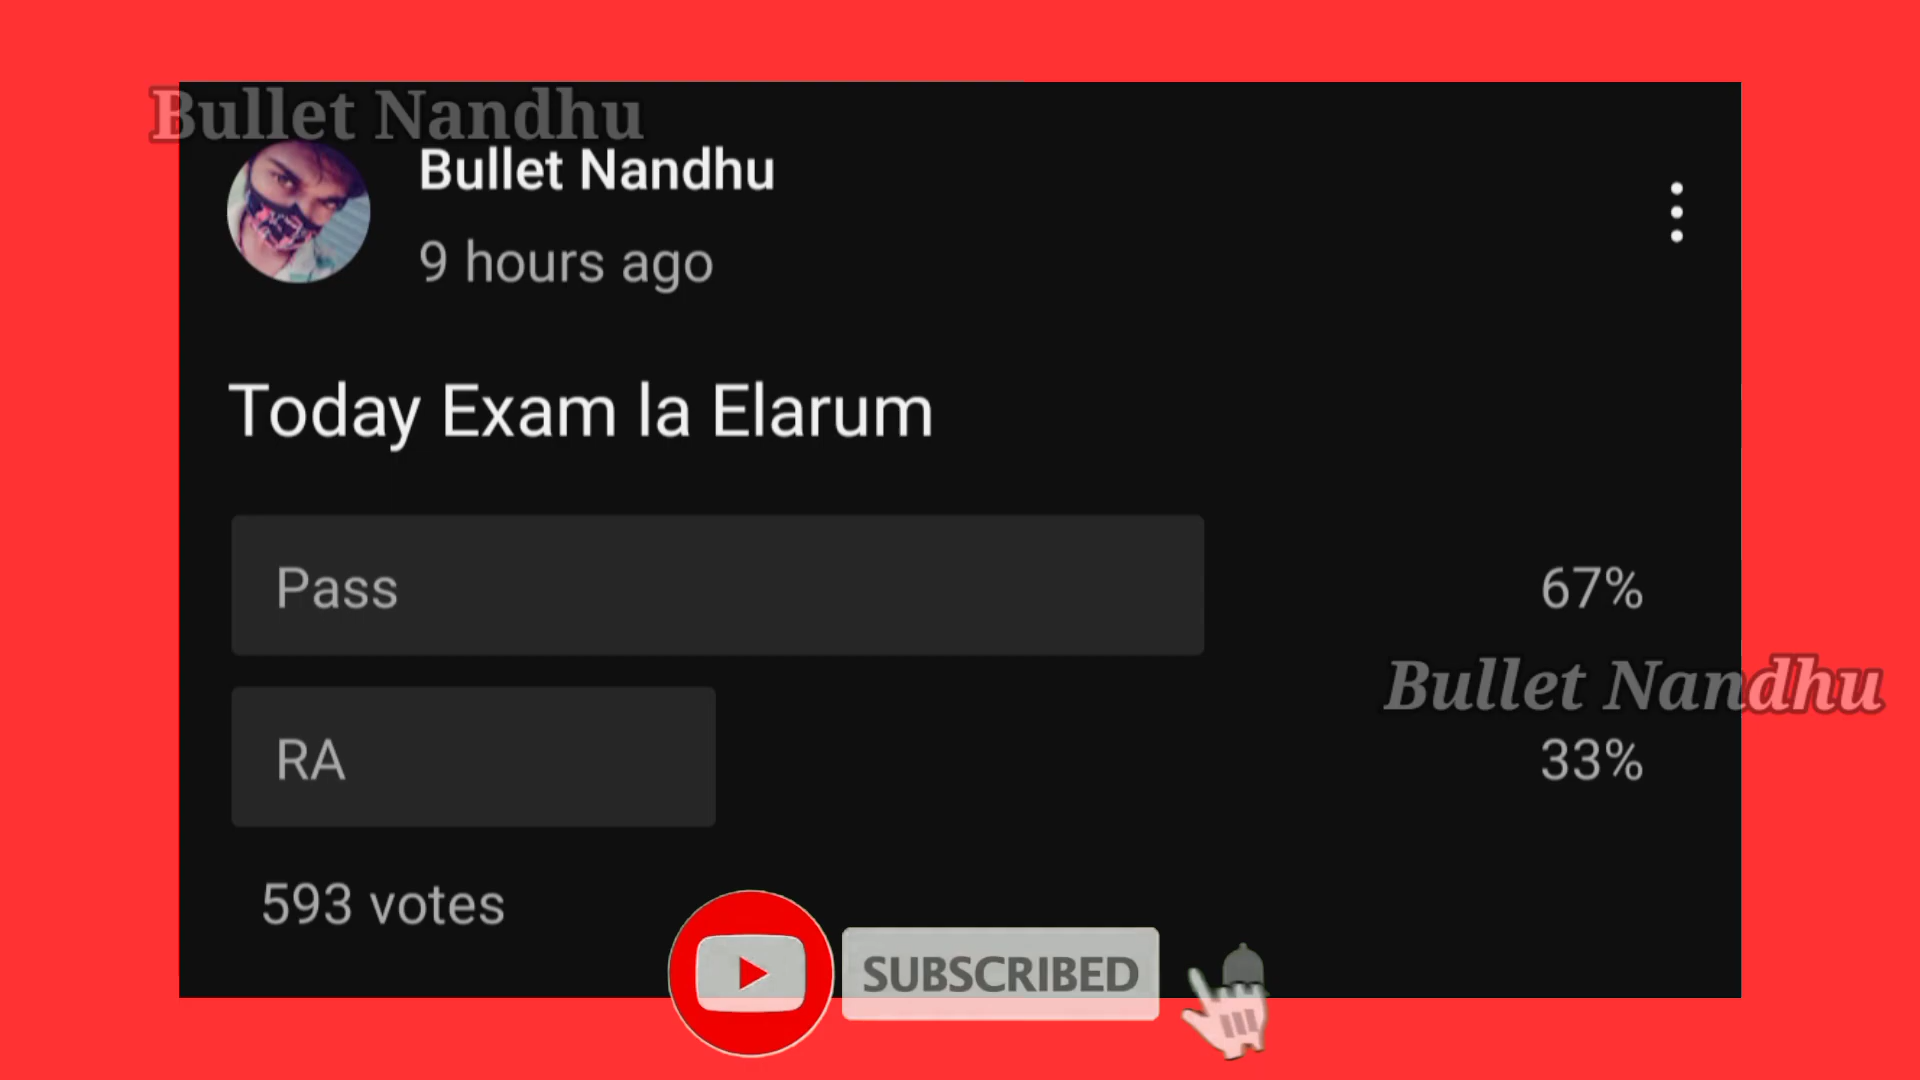 Bullet Nandhu
Bullet Nandhu
9 hours ago
Today Exam la Elarum
Pass 67%
Bullet Nandhu
RA 33%
593 votes
SUBSCRIBED